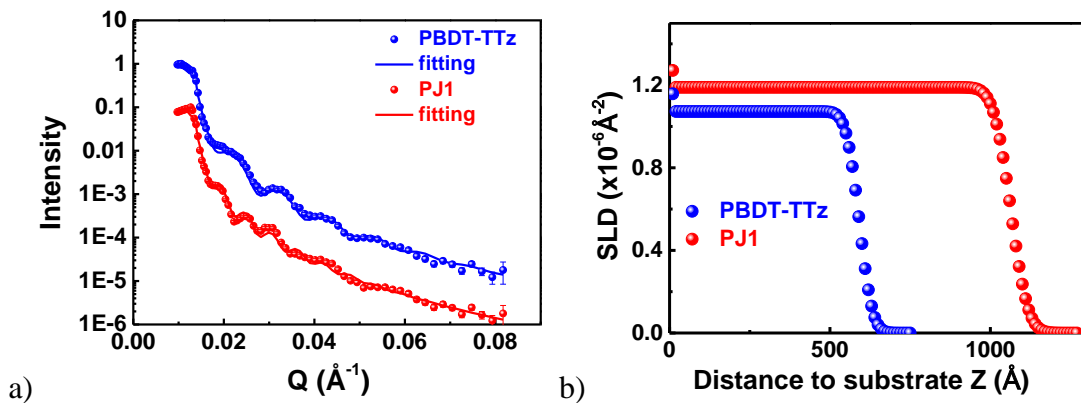 10
1
0.1
0.01
1E-3
1E-4
1E-5
1E-6
0.00 0.02 0.04 0.06 0.08
Intensity
Q (Å⁻¹)
PBDT-TTz
fitting
PJ1
fitting
a)
1.2
0.8
0.4
0.0
0 500 1000
SLD (x10⁻⁶Å⁻²)
PBDT-TTz
PJ1
Distance to substrate Z (Å)
b)